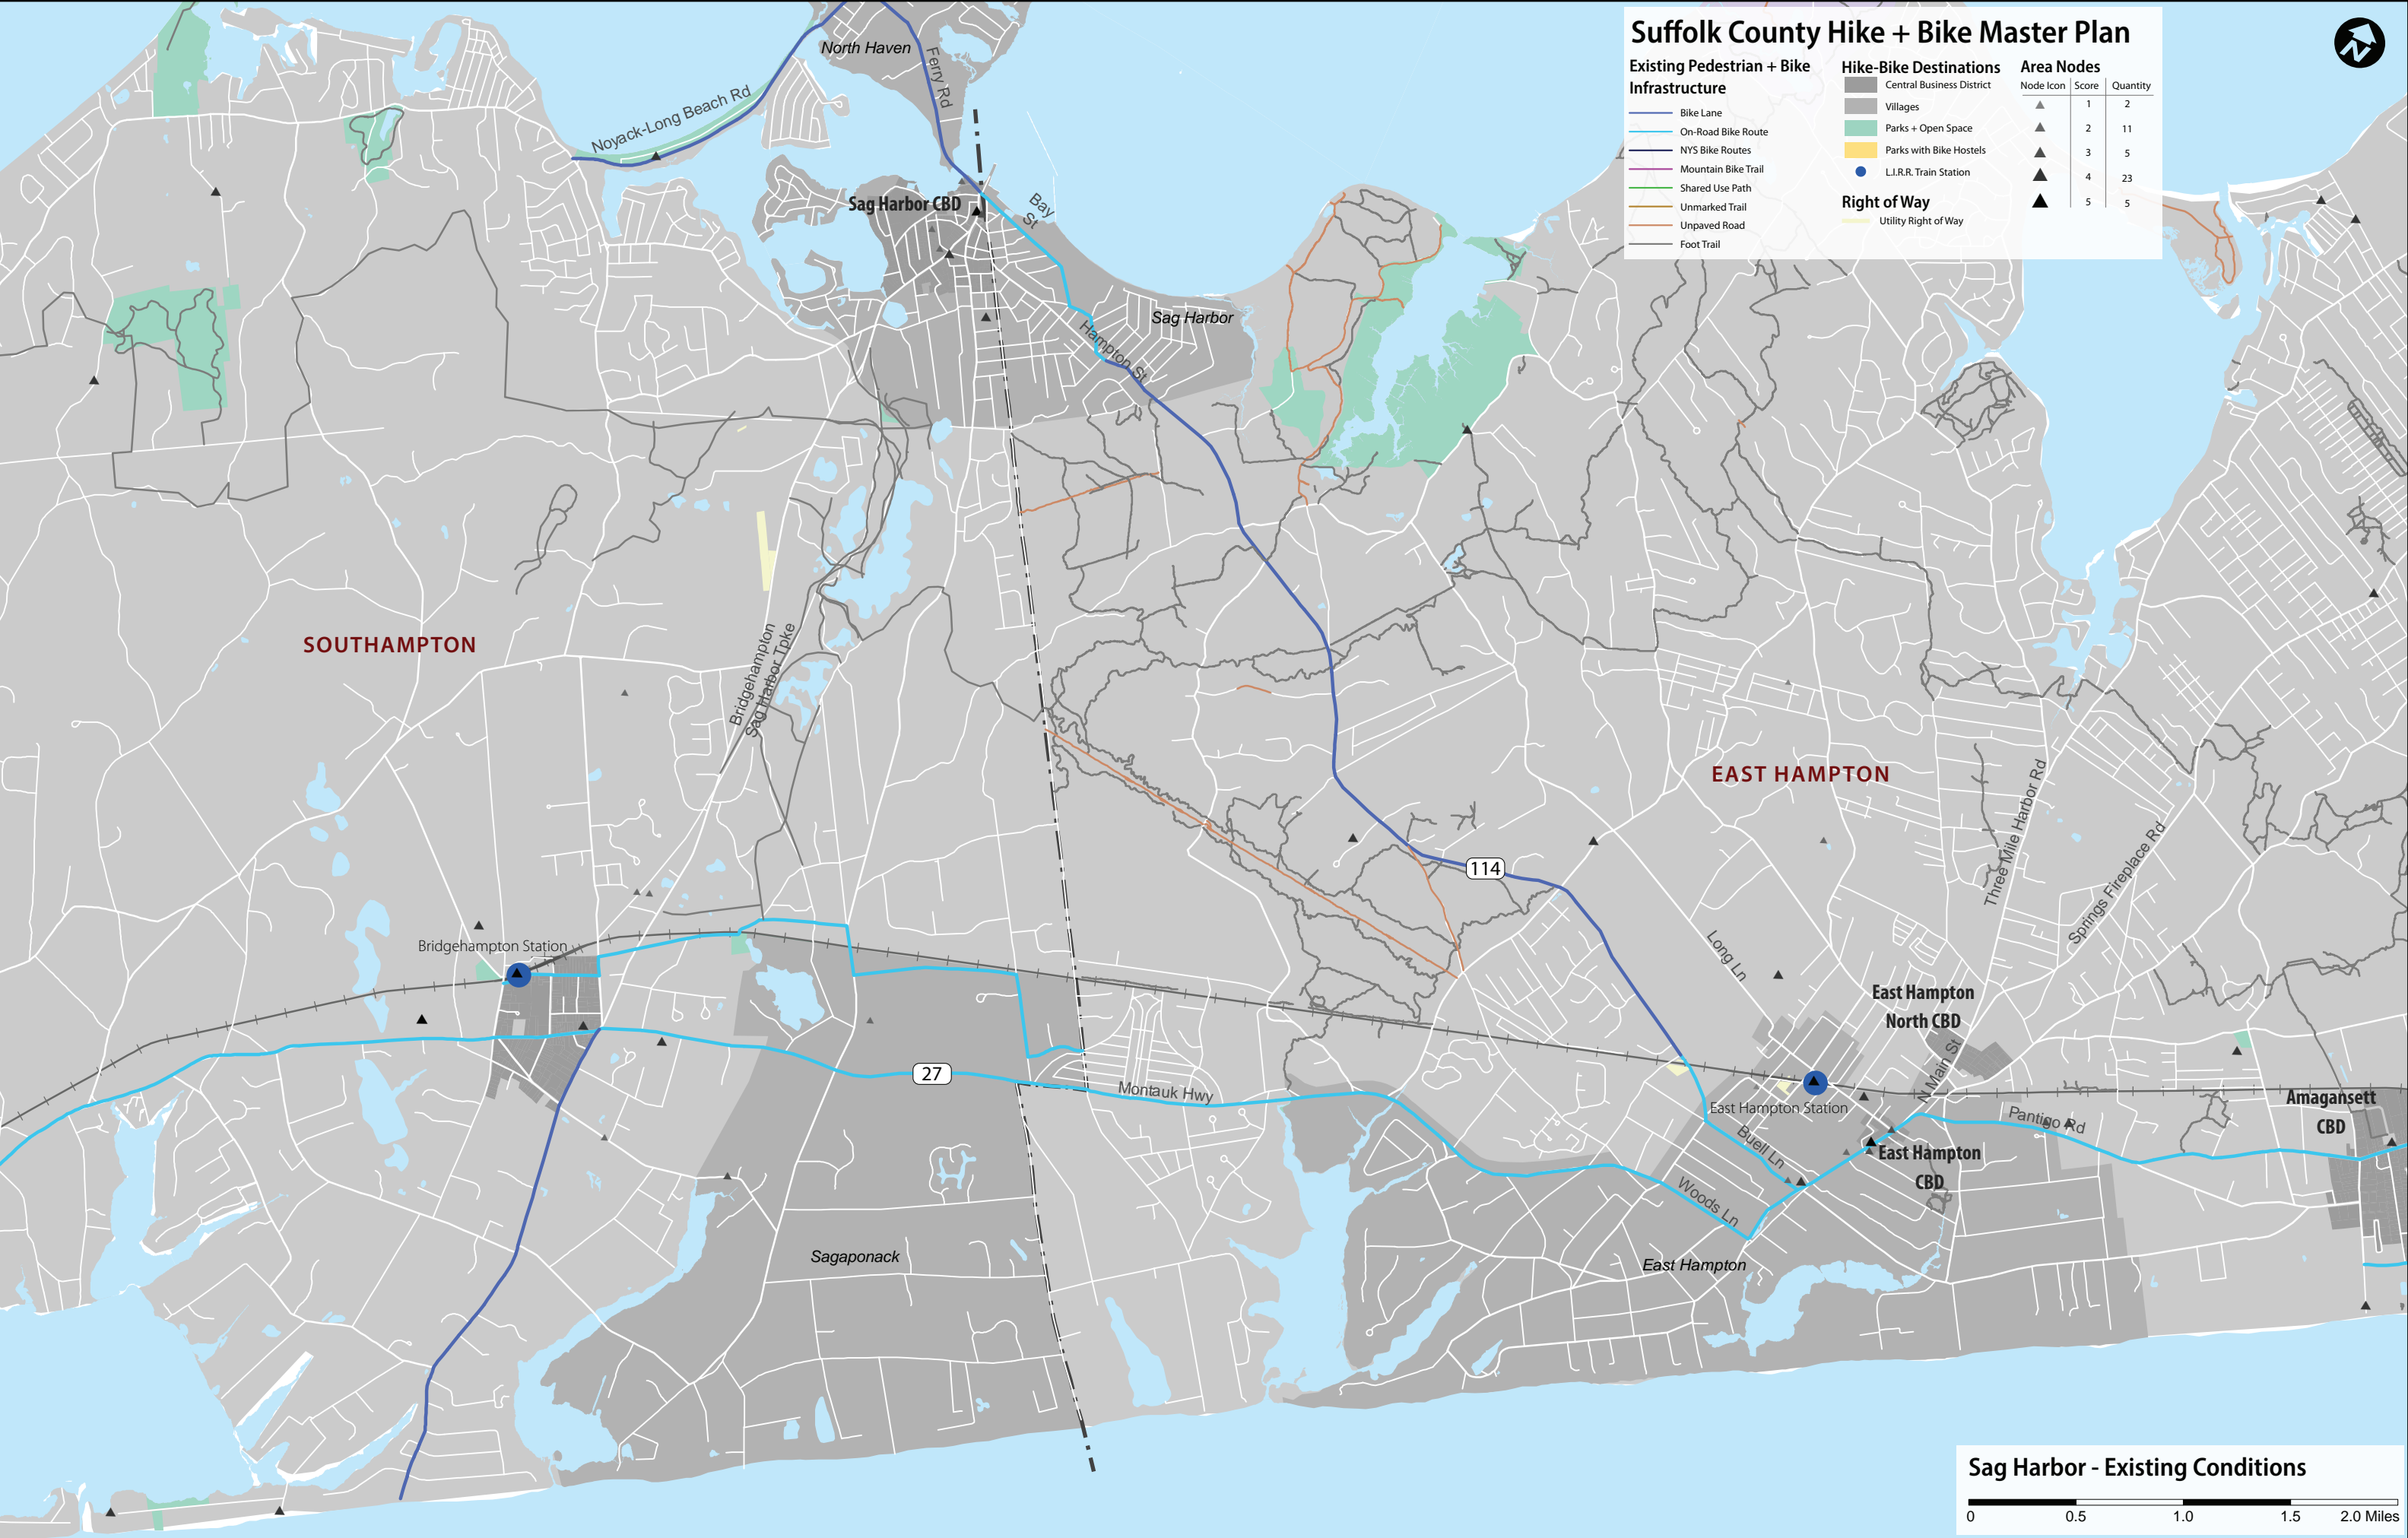 Suffolk County Hike + Bike Master Plan
Existing Pedestrian + Bike
Infrastructure
Bike Lane
On-Road Bike Route
NYS Bike Routes
Mountain Bike Trail
Shared Use Path
Unmarked Trail
Unpaved Road
Foot Trail
Hike-Bike Destinations
Central Business District
Villages
Parks + Open Space
Parks with Bike Hostels
L.I.R.R. Train Station
Right of Way
Utility Right of Way
Area Nodes
Node Icon Score Quantity
1 2
2 11
3 5
4 23
5 5
N
North Haven
Ferry Rd
Noyack-Long Beach Rd
Sag Harbor CBD
Bay
St
Sag Harbor
Hampton St
SOUTHAMPTON
Bridgehampton
Sag Harbor Tpke
EAST HAMPTON
Three Mile Harbor Rd
Springs Fireplace Rd
114
Long Ln
Bridgehampton Station
East Hampton
North CBD
N Main St
27
Montauk Hwy
East Hampton Station
Pantigo Rd
Amagansett
CBD
Buell Ln
East Hampton
CBD
Woods Ln
Sagaponack
East Hampton
Sag Harbor - Existing Conditions
0 0.5 1.0 1.5 2.0 Miles